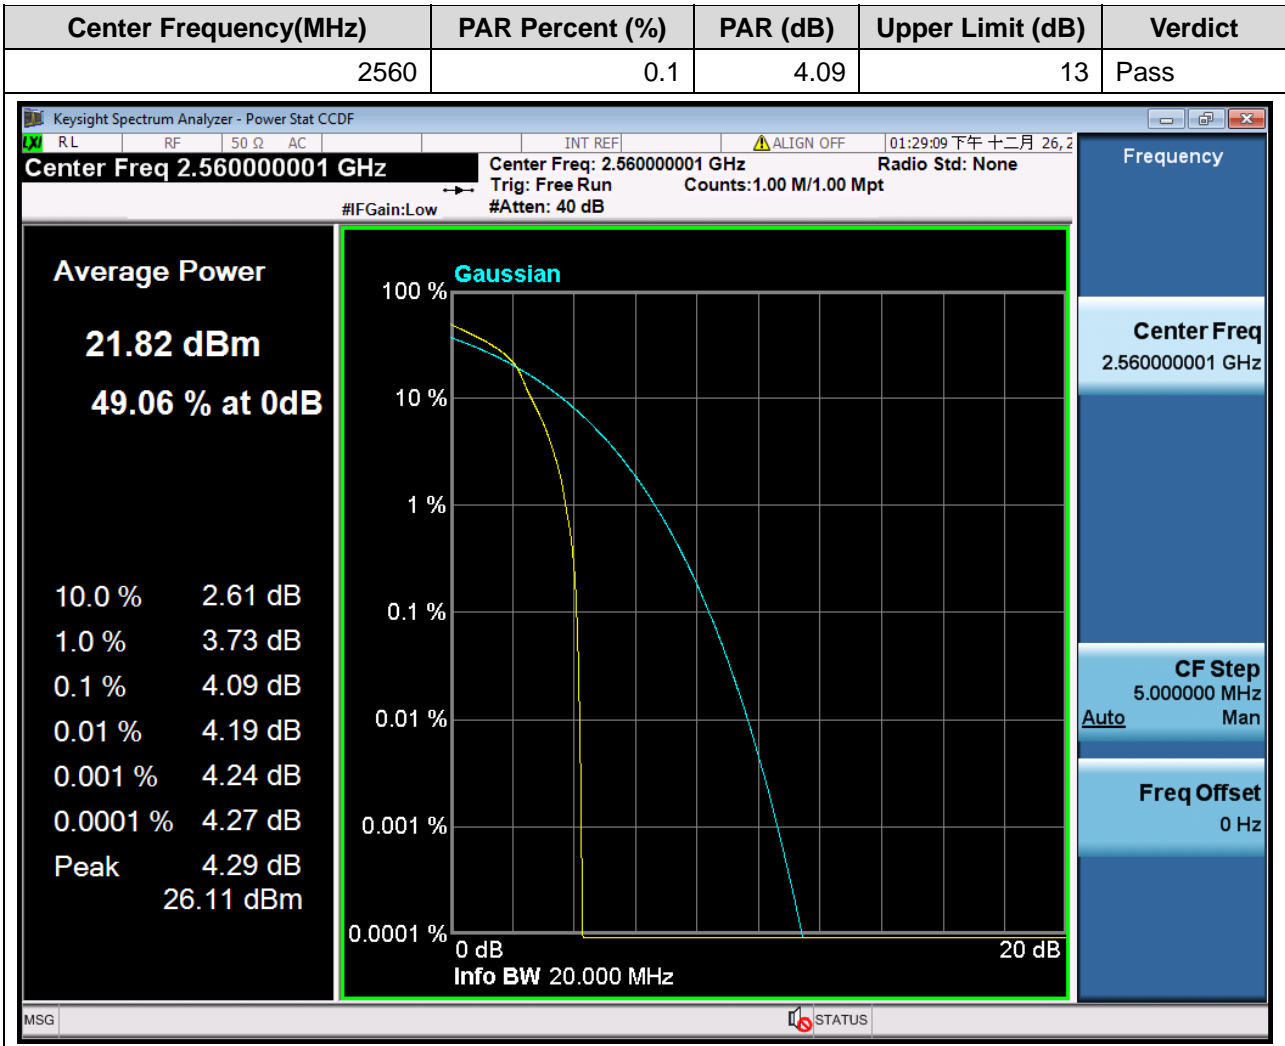 Center Frequency(MHz) PAR Percent (%) PAR (dB) Upper Limit (dB) Verdict
2560 0.1 4.09 13 Pass
Keysight Spectrum Analyzer - Power Stat CCDF
LXI RL RF 50 Ω AC INT REF ALIGN OFF 01:29:09 下午 十二月 26, 2
Center Freq 2.560000001 GHz
Center Freq: 2.560000001 GHz Radio Std: None
Trig: Free Run Counts:1.00 M/1.00 Mpt
#IFGain:Low #Atten: 40 dB
Average Power
21.82 dBm
49.06 % at 0dB
10.0 % 2.61 dB
1.0 % 3.73 dB
0.1 % 4.09 dB
0.01 % 4.19 dB
0.001 % 4.24 dB
0.0001 % 4.27 dB
Peak 4.29 dB
26.11 dBm
Gaussian
100 %
10 %
1 %
0.1 %
0.01 %
0.001 %
0.0001 %
0 dB 20 dB
Info BW 20.000 MHz
Frequency
Center Freq
2.560000001 GHz
CF Step
5.000000 MHz
Auto Man
Freq Offset
0 Hz
MSG STATUS